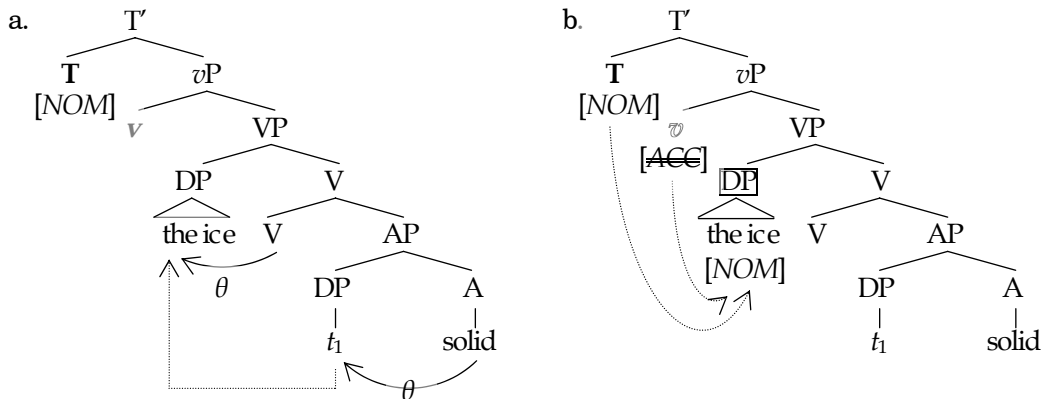 a. T′ b. T′
T vP T vP
[NOM] [NOM]
v VP v VP
[ACC]
DP V DP V
the ice V AP the ice V AP
[NOM]
θ DP A DP A
t₁ solid t₁ solid
θ